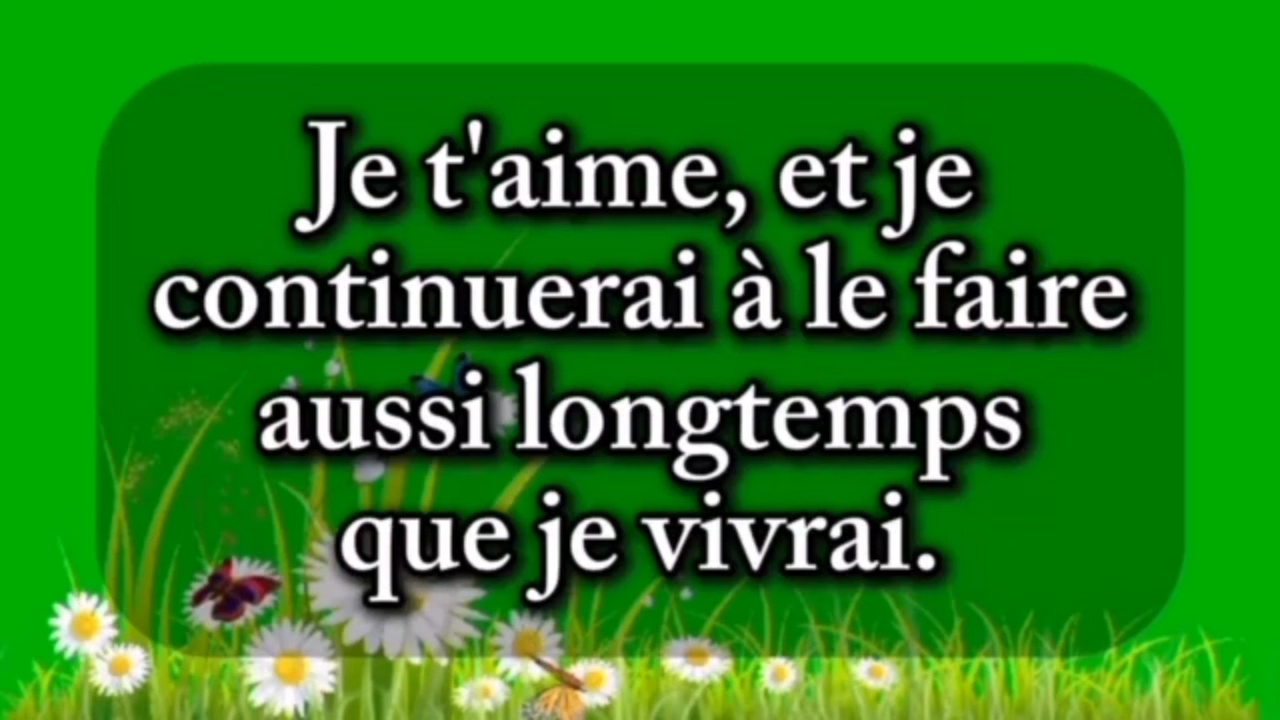 Je t'aime, et je
continuerai à le faire
aussi longtemps
que je vivrai.